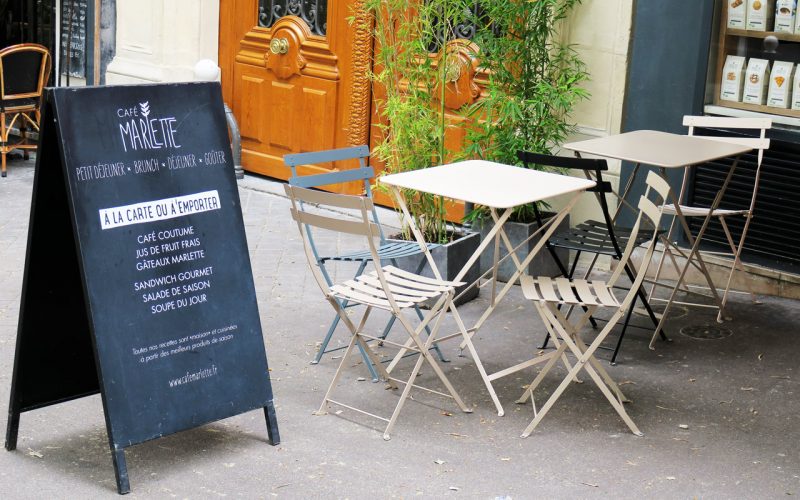 CAFÉ
MARLETTE
PETIT DÉJEUNER * BRUNCH * DÉJEUNER * GOÛTER
À LA CARTE OU À EMPORTER
CAFÉ COUTUME
JUS DE FRUIT FRAIS
GÂTEAUX MARLETTE
SANDWICH GOURMET
SALADE DE SAISON
SOUPE DU JOUR
Toutes nos recettes sont «maison» et cuisinées
à partir des meilleurs produits de saison
www.cafemarlette.fr